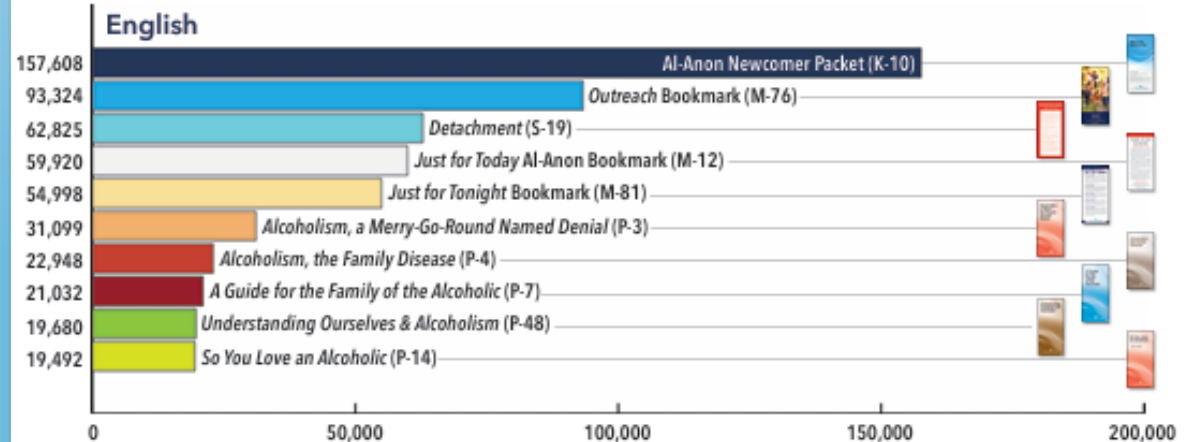 English
157,608 Al-Anon Newcomer Packet (K-10)
93,324 Outreach Bookmark (M-76)
62,825 Detachment (S-19)
59,920 Just for Today Al-Anon Bookmark (M-12)
54,998 Just for Tonight Bookmark (M-81)
31,099 Alcoholism, a Merry-Go-Round Named Denial (P-3)
22,948 Alcoholism, the Family Disease (P-4)
21,032 A Guide for the Family of the Alcoholic (P-7)
19,680 Understanding Ourselves & Alcoholism (P-48)
19,492 So You Love an Alcoholic (P-14)
0 50,000 100,000 150,000 200,000